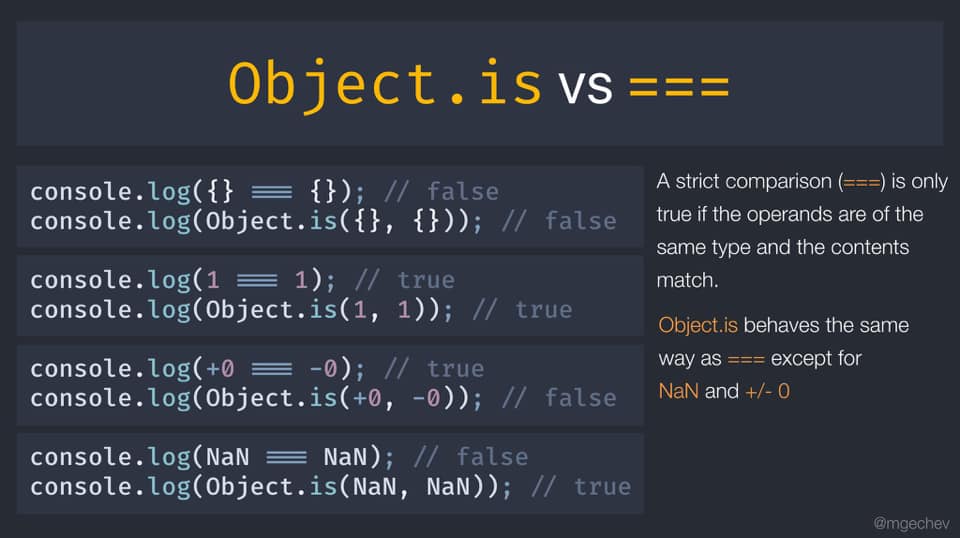 Object.is vs ===
console.log({} === {}); // false
console.log(Object.is({}, {})); // false
console.log(1 === 1); // true
console.log(Object.is(1, 1)); // true
console.log(+0 === -0); // true
console.log(Object.is(+0, -0)); // false
console.log(NaN === NaN); // false
console.log(Object.is(NaN, NaN)); // true
A strict comparison (===) is only
true if the operands are of the
same type and the contents
match.
Object.is behaves the same
way as === except for
NaN and +/- 0
@mgechev